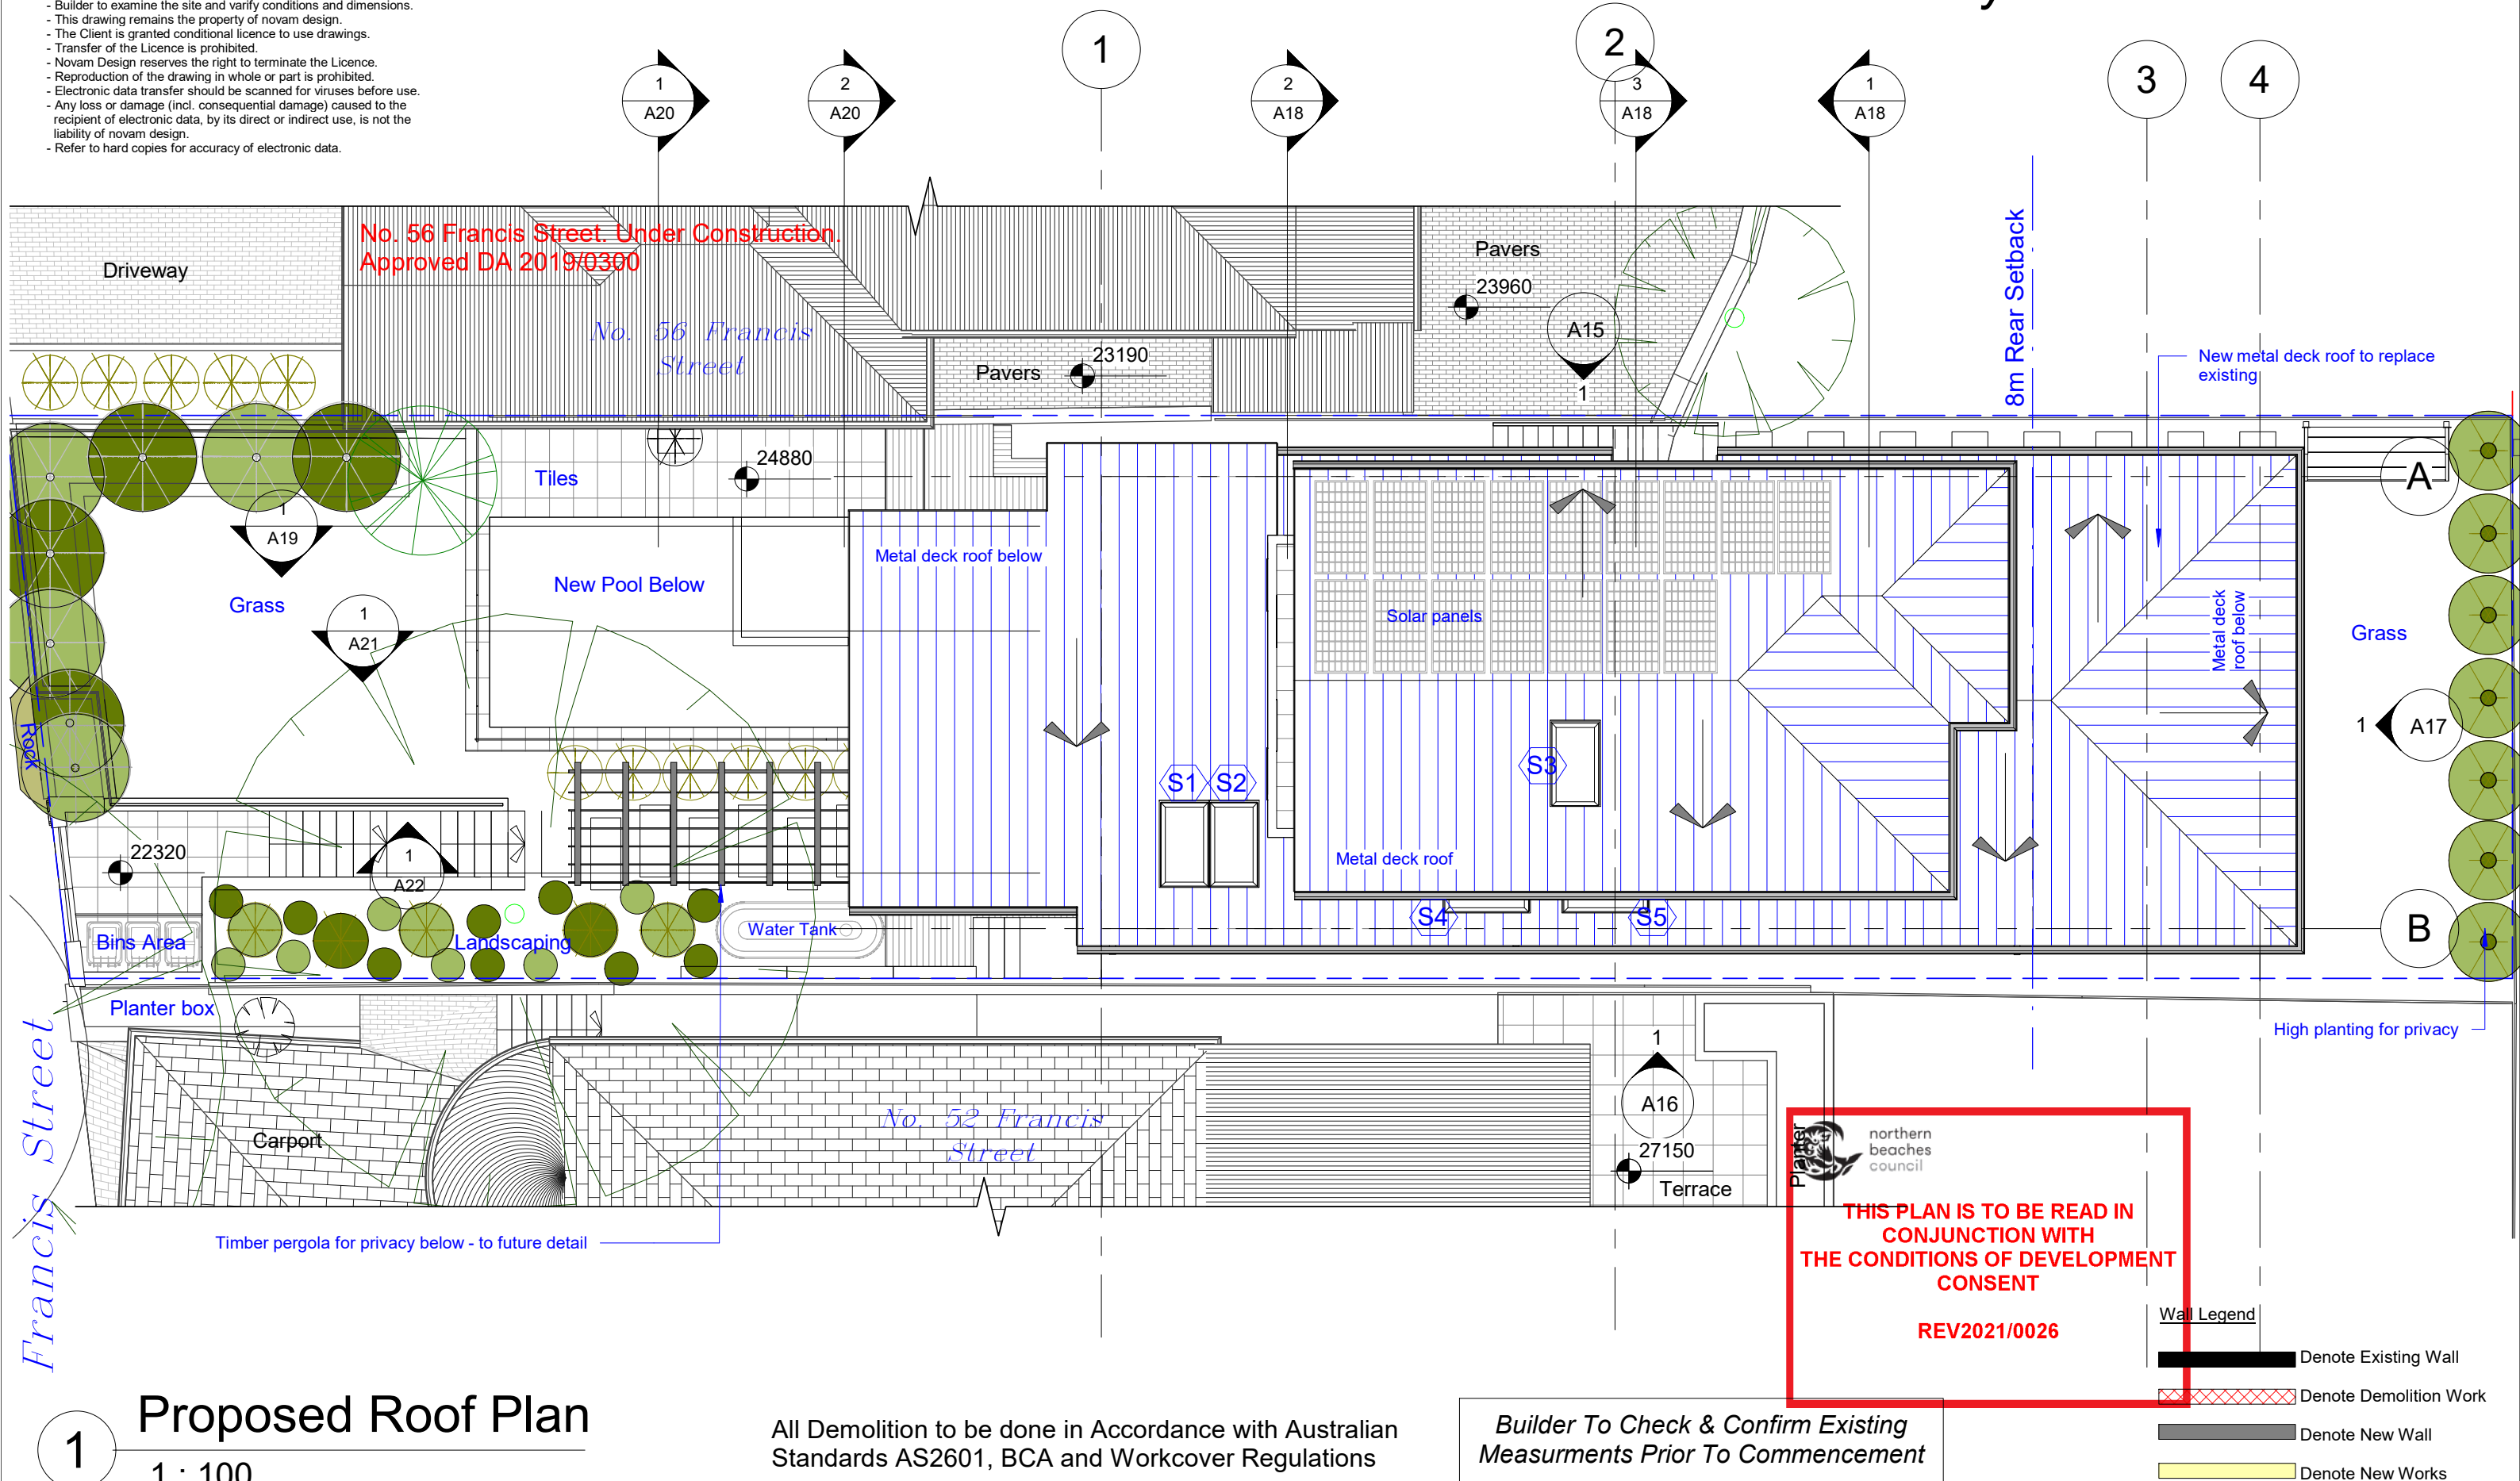 - Builder to examine the site and varify conditions and dimensions.
- This drawing remains the property of novam design.
- The Client is granted conditional licence to use drawings.
- Transfer of the Licence is prohibited.
- Novam Design reserves the right to terminate the Licence.
- Reproduction of the drawing in whole or part is prohibited.
- Electronic data transfer should be scanned for viruses before use.
- Any loss or damage (incl. consequential damage) caused to the
recipient of electronic data, by its direct or indirect use, is not the
liability of novam design.
- Refer to hard copies for accuracy of electronic data.
1
A20
2
A20
1
2
A18
2
3
A18
1
A18
3
4
No. 56 Francis Street. Under Construction.
Approved DA 2019/0300
Driveway
No. 56 Francis
Street
Pavers
23190
Pavers
23960
A15
1
8m Rear Setback
New metal deck roof to replace
existing
Tiles
24880
1
A19
Grass
New Pool Below
1
A21
Metal deck roof below
Solar panels
Metal deck
roof below
A
Grass
1
A17
Rock
S1
S2
S3
22320
1
A22
Metal deck roof
S4
S5
Bins Area
Landscaping
Water Tank
B
Planter box
High planting for privacy
Francis Street
Carport
No. 52 Francis
Street
1
A16
27150
Terrace
Planter
Timber pergola for privacy below - to future detail
northern
beaches
council
THIS PLAN IS TO BE READ IN
CONJUNCTION WITH
THE CONDITIONS OF DEVELOPMENT
CONSENT
REV2021/0026
Wall Legend
Denote Existing Wall
Denote Demolition Work
Denote New Wall
Denote New Works
1
Proposed Roof Plan
1 : 100
All Demolition to be done in Accordance with Australian
Standards AS2601, BCA and Workcover Regulations
Builder To Check & Confirm Existing
Measurments Prior To Commencement